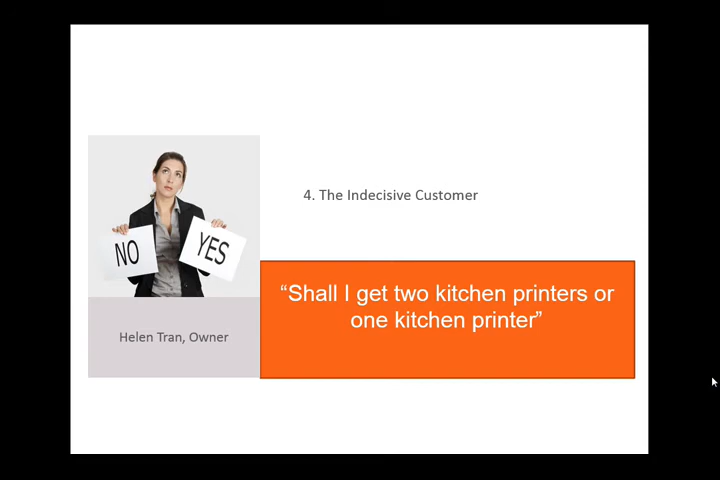 4. The Indecisive Customer
NO
YES
“Shall I get two kitchen printers or
one kitchen printer”
Helen Tran, Owner